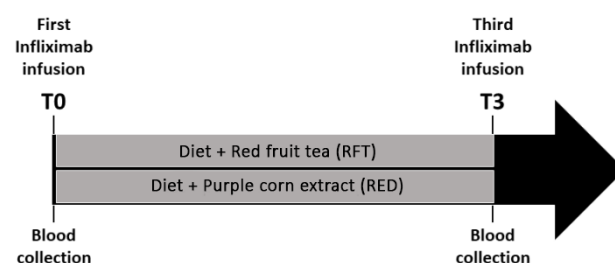 First
Infliximab
infusion
T0
Third
Infliximab
infusion
T3
Diet + Red fruit tea (RFT)
Diet + Purple corn extract (RED)
Blood
collection
Blood
collection